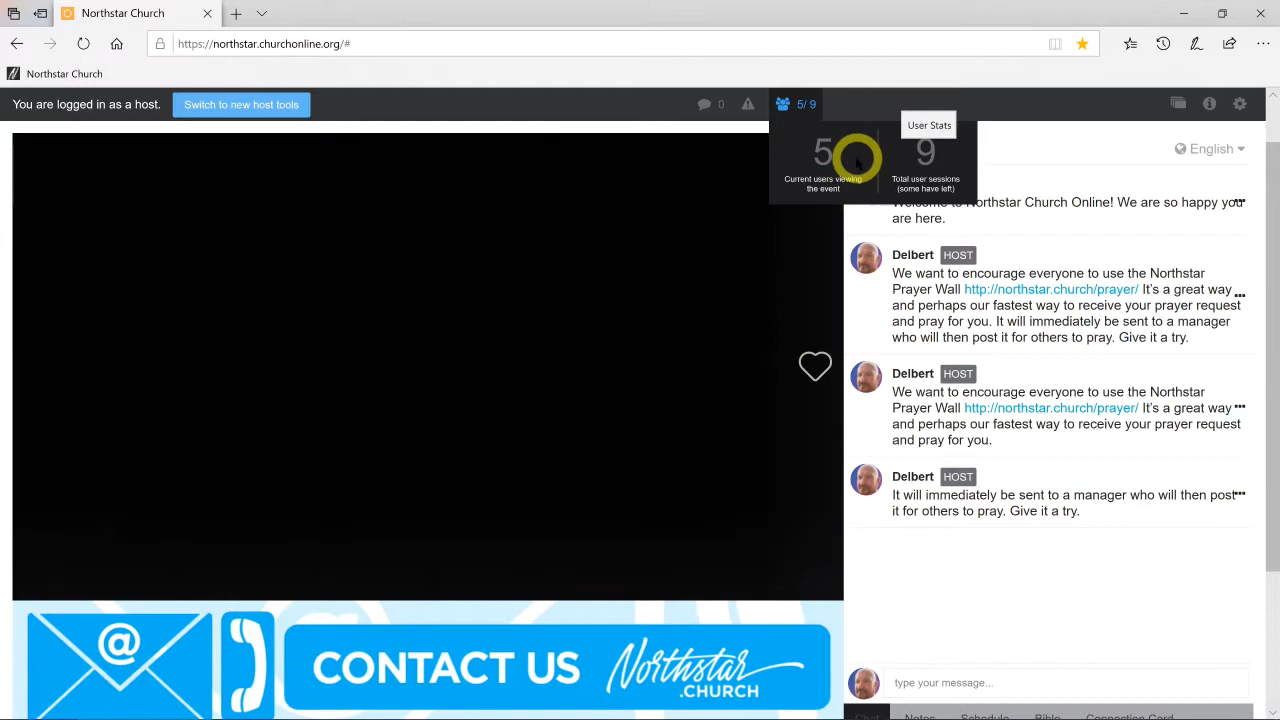 Northstar Church
https://northstar.churchonline.org/#
Northstar Church
You are logged in as a host.
Switch to new host tools
0
5/ 9
User Stats
5
9
Current users viewing
the event
Total user sessions
(some have left)
English
Welcome to Northstar Church Online! We are so happy you
are here.
Delbert HOST
We want to encourage everyone to use the Northstar
Prayer Wall http://northstar.church/prayer/ It's a great way
and perhaps our fastest way to receive your prayer request
and pray for you. It will immediately be sent to a manager
who will then post it for others to pray. Give it a try.
Delbert HOST
We want to encourage everyone to use the Northstar
Prayer Wall http://northstar.church/prayer/ It's a great way
and perhaps our fastest way to receive your prayer request
and pray for you.
Delbert HOST
It will immediately be sent to a manager who will then post
it for others to pray. Give it a try.
@
CONTACT US
Northstar
.CHURCH
type your message...
Chat
Notes
Schedule
Bible
Connection Card